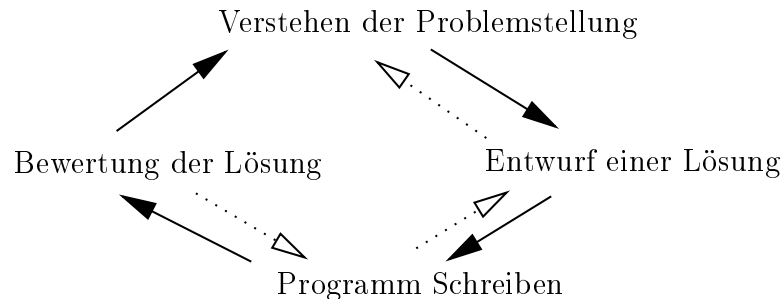 Verstehen der Problemstellung
Bewertung der Lösung
Entwurf einer Lösung
Programm Schreiben